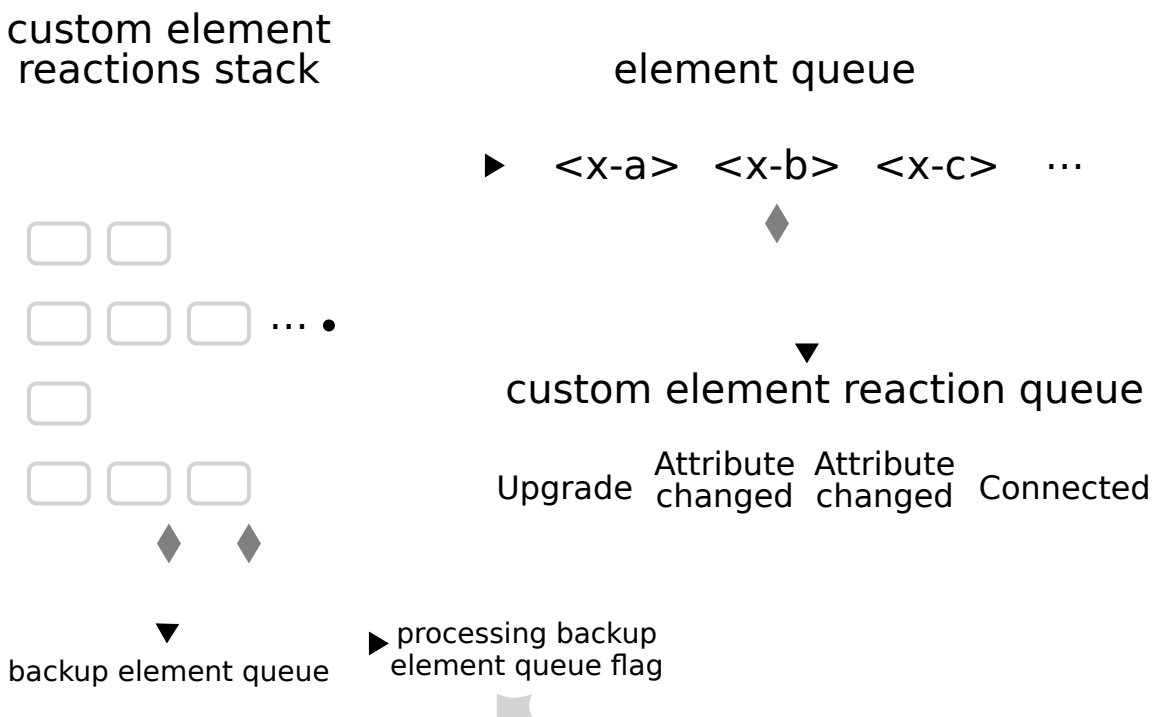 custom element
reactions stack
element queue
<x-a> <x-b> <x-c> ...
...
custom element reaction queue
Upgrade
Attribute
changed
Attribute
changed
Connected
processing backup
element queue flag
backup element queue